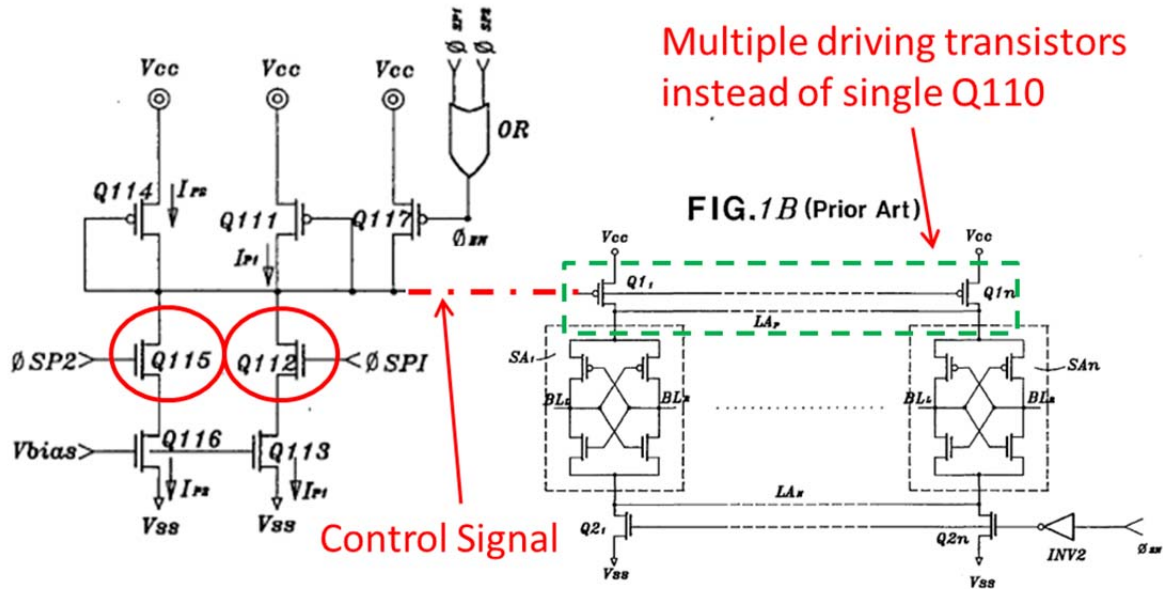 Multiple driving transistors
instead of single Q110
Ø SP1
Ø SP2
Vcc
Vcc
Vcc
OR
Q114
IP2
Q111
Q117
ØEN
IP1
FIG.1B (Prior Art)
Vcc
Vcc
Q1₁
Q1n
LAP
SA₁
SAn
BLL
BLR
BLL
BLR
ØSP2
Q115
Q112
ØSP1
Vbias
Q116
Q113
IP2
IP1
Vss
Vss
Control Signal
LAN
Q2₁
Q2n
INV2
ØEN
Vss
Vss